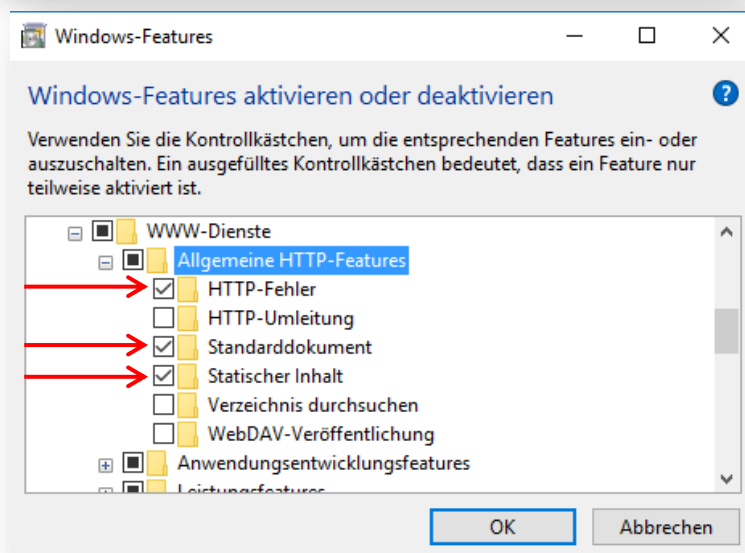 Windows-Features
Windows-Features aktivieren oder deaktivieren
?
Verwenden Sie die Kontrollkästchen, um die entsprechenden Features ein- oder
auszuschalten. Ein ausgefülltes Kontrollkästchen bedeutet, dass ein Feature nur
teilweise aktiviert ist.
WWW-Dienste
Allgemeine HTTP-Features
HTTP-Fehler
HTTP-Umleitung
Standarddokument
Statischer Inhalt
Verzeichnis durchsuchen
WebDAV-Veröffentlichung
Anwendungsentwicklungsfeatures
Leistungsfeatures
OK
Abbrechen